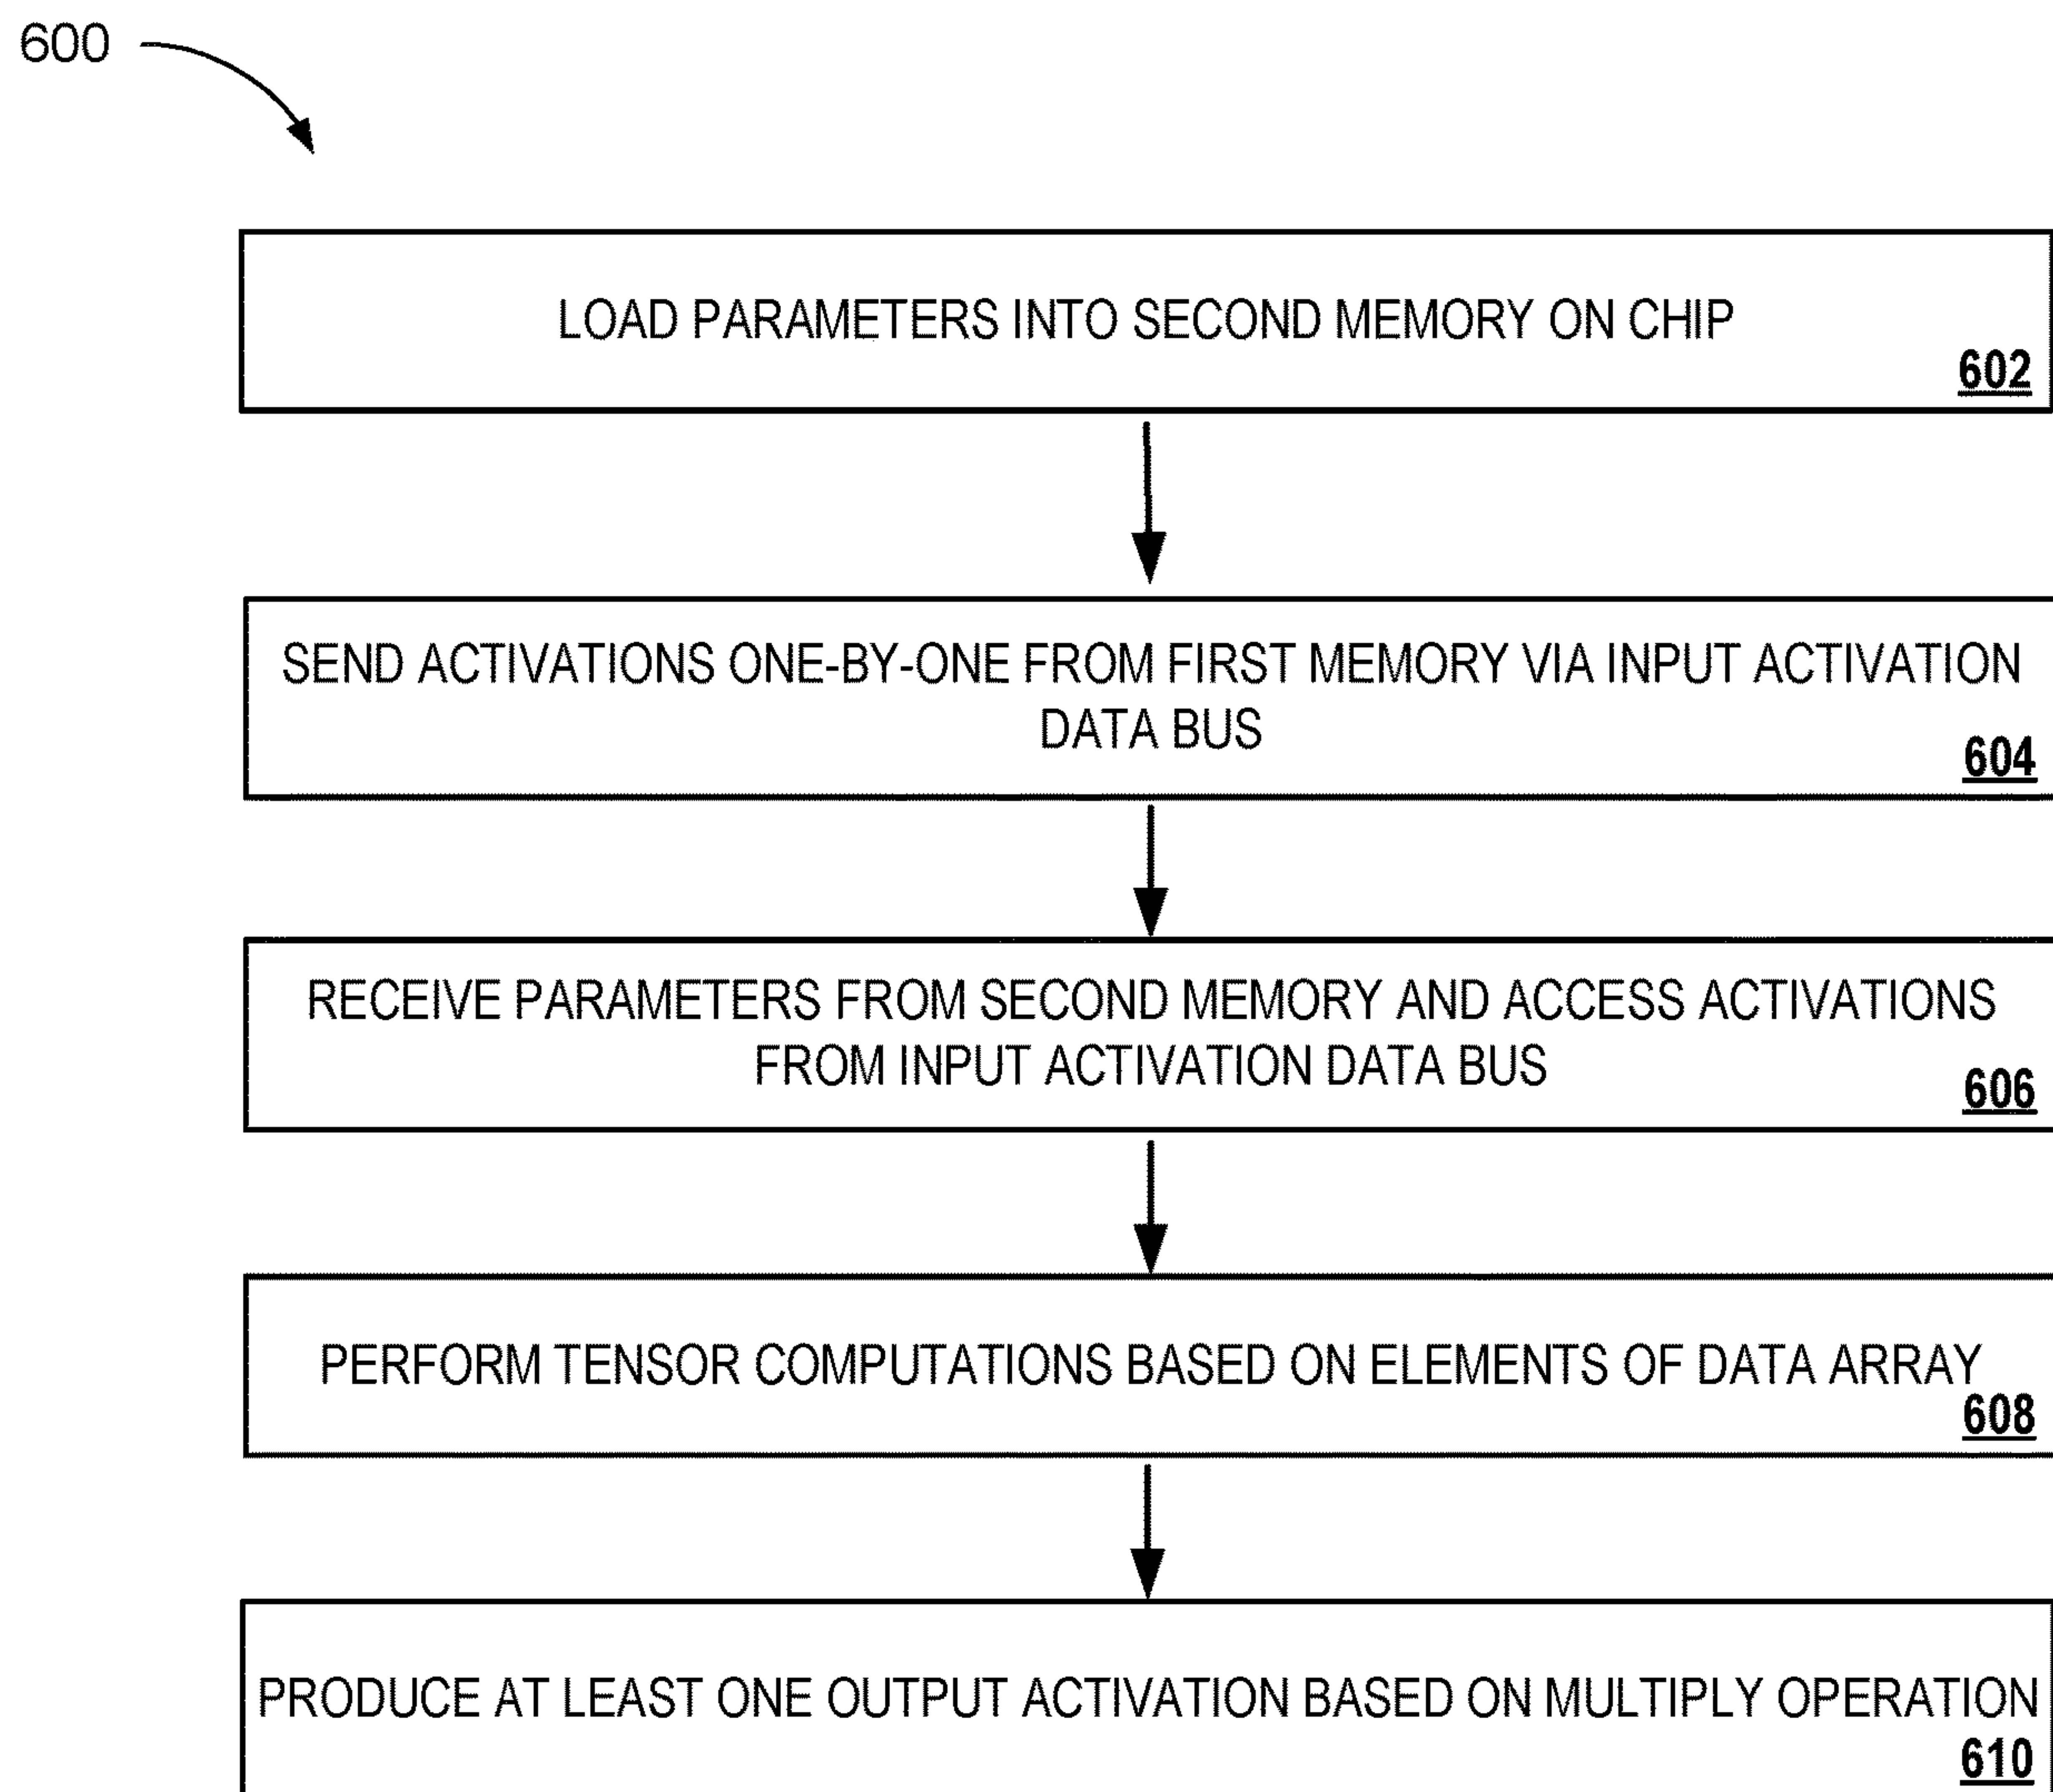 600
LOAD PARAMETERS INTO SECOND MEMORY ON CHIP
602
SEND ACTIVATIONS ONE-BY-ONE FROM FIRST MEMORY VIA INPUT ACTIVATION
DATA BUS
604
RECEIVE PARAMETERS FROM SECOND MEMORY AND ACCESS ACTIVATIONS
FROM INPUT ACTIVATION DATA BUS
606
PERFORM TENSOR COMPUTATIONS BASED ON ELEMENTS OF DATA ARRAY
608
PRODUCE AT LEAST ONE OUTPUT ACTIVATION BASED ON MULTIPLY OPERATION
610